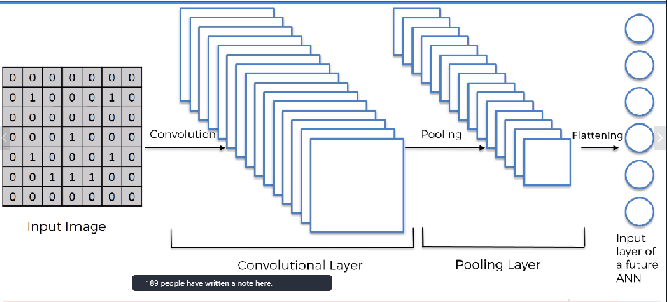 0 0 0 0 0 0 0
0 1 0 0 0 1 0
0 0 0 0 0 0 0
0 0 0 1 0 0 0
0 1 0 0 0 1 0
0 0 1 1 1 0 0
0 0 0 0 0 0 0
Input Image
Convolution
Convolutional Layer
Pooling
Pooling Layer
Flattening
Input
layer of
a future
ANN
189 people have written a note here.